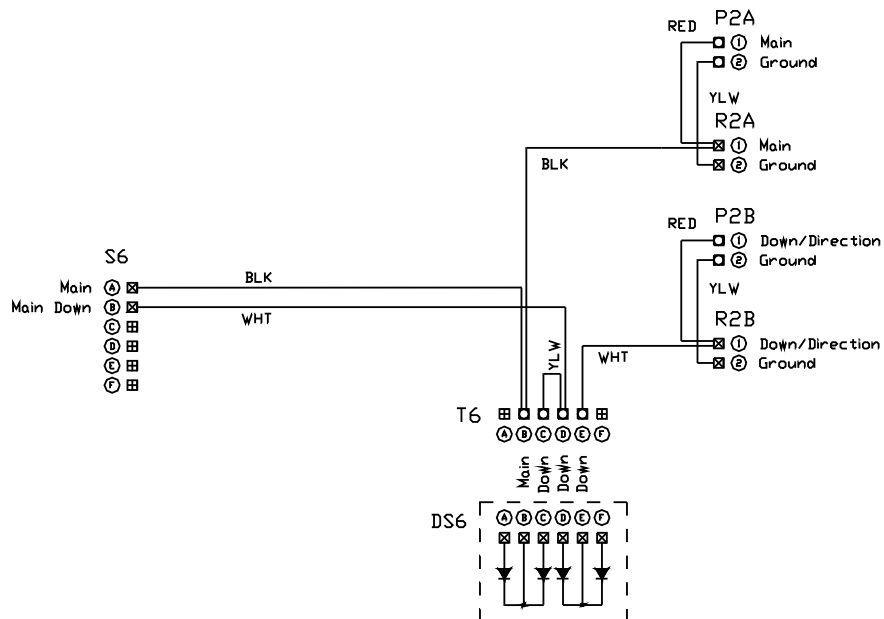 P2A
RED
1 Main
2 Ground
YLW
R2A
1 Main
2 Ground
BLK
P2B
RED
1 Down/Direction
2 Ground
YLW
R2B
1 Down/Direction
2 Ground
WHT
S6
Main A
Main Down B
C
D
E
F
BLK
WHT
YLW
T6
A B C D E F
Main
Down
Down
Down
DS6
A B C D E F